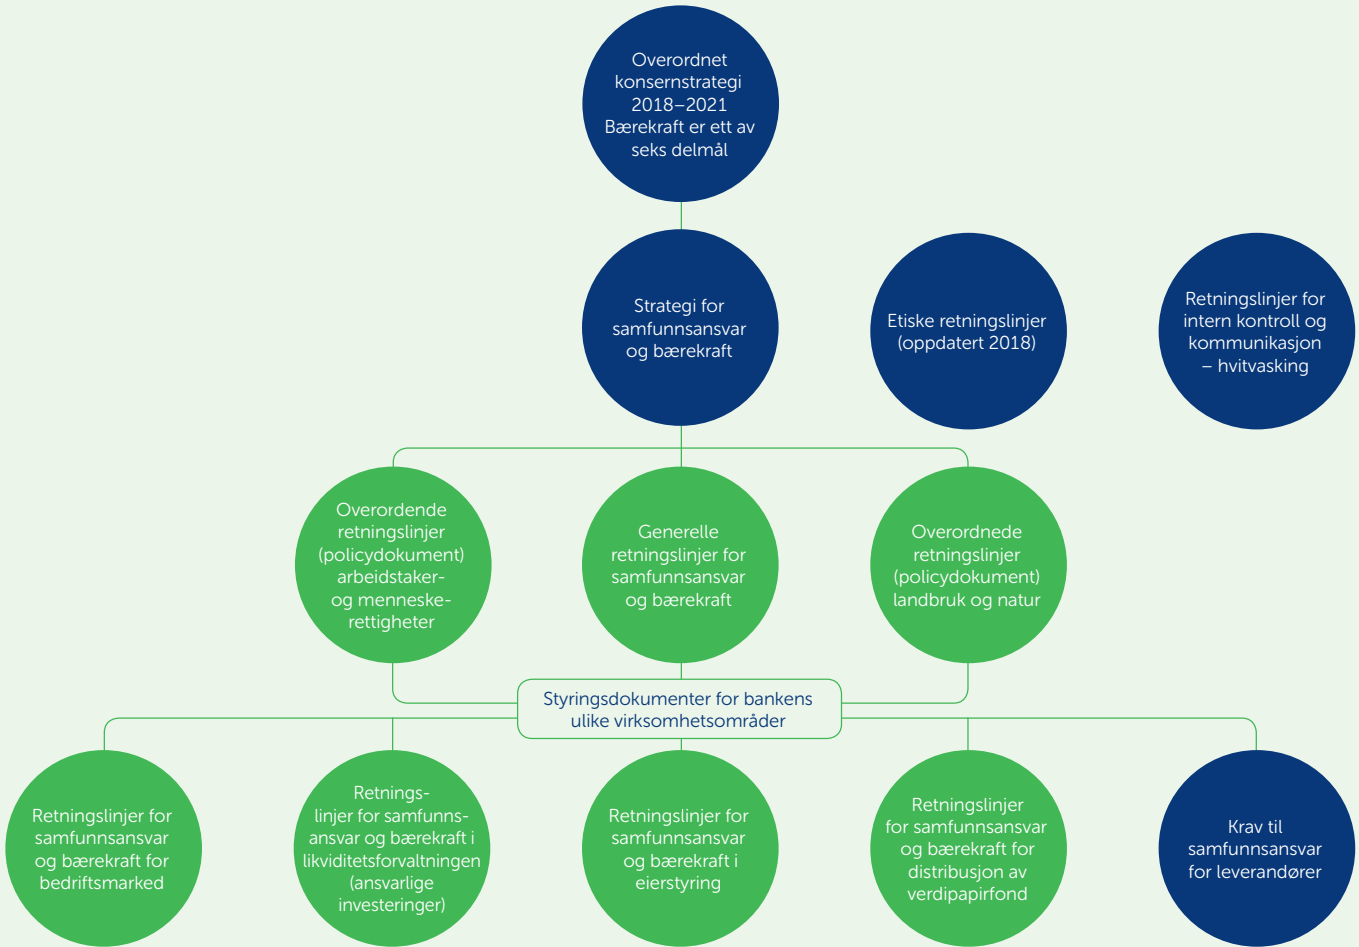 Overordnet
konsernstrategi
2018–2021
Bærekraft er ett av
seks delmål
Strategi for
samfunnsansvar
og bærekraft
Etiske retningslinjer
(oppdatert 2018)
Retningslinjer for
intern kontroll og
kommunikasjon
– hvitvasking
Overordende
retningslinjer
(policydokument)
arbeidstaker-
og menneske-
rettigheter
Generelle
retningslinjer for
samfunnsansvar
og bærekraft
Overordnede
retningslinjer
(policydokument)
landbruk og natur
Styringsdokumenter for bankens
ulike virksomhetsområder
Retningslinjer for
samfunnsansvar
og bærekraft for
bedriftsmarked
Retnings-
linjer for samfunns-
ansvar og bærekraft i
likviditetsforvaltningen
(ansvarlige
investeringer)
Retningslinjer for
samfunnsansvar
og bærekraft i
eierstyring
Retningslinjer
for samfunnsansvar
og bærekraft for
distribusjon av
verdipapirfond
Krav til
samfunnsansvar
for leverandører